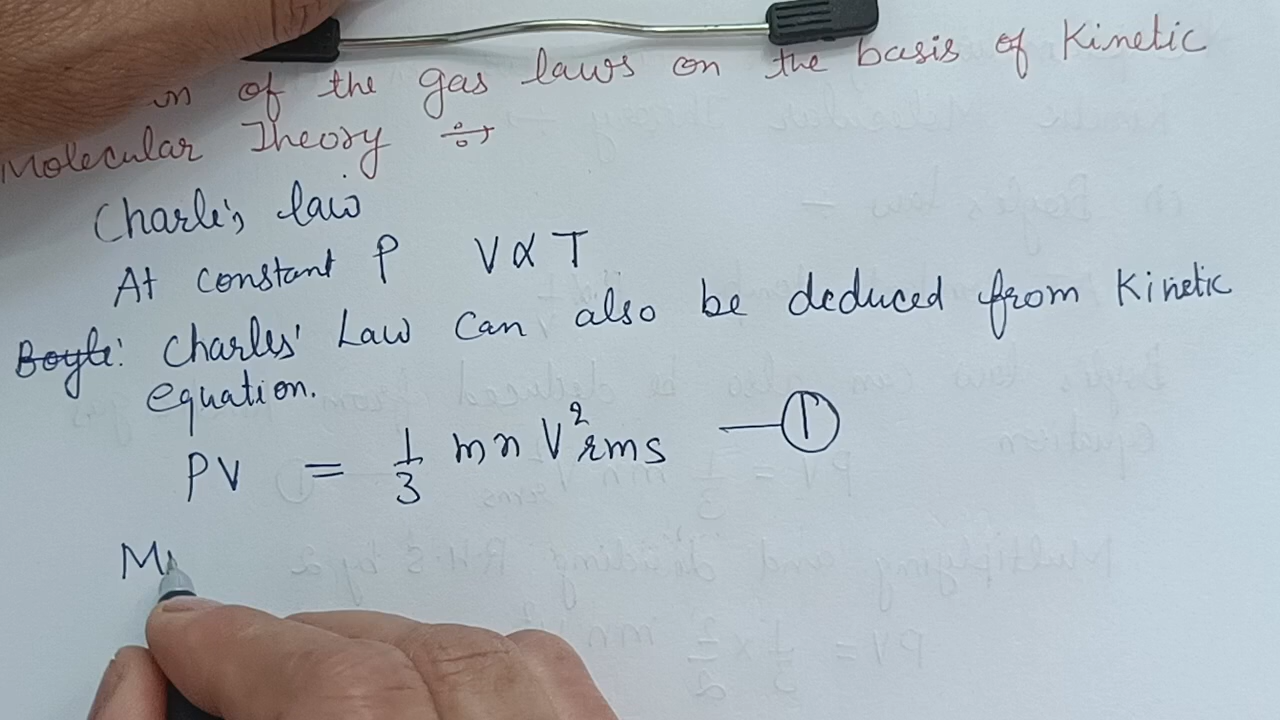 of the gas laws on the basis of Kinetic
Molecular Theory
Charle's law
At constant P V ∝ T
Boyle: Charles' Law can also be deduced from Kinetic
equation.
PV = 1/3 mn V²rms — 1
M